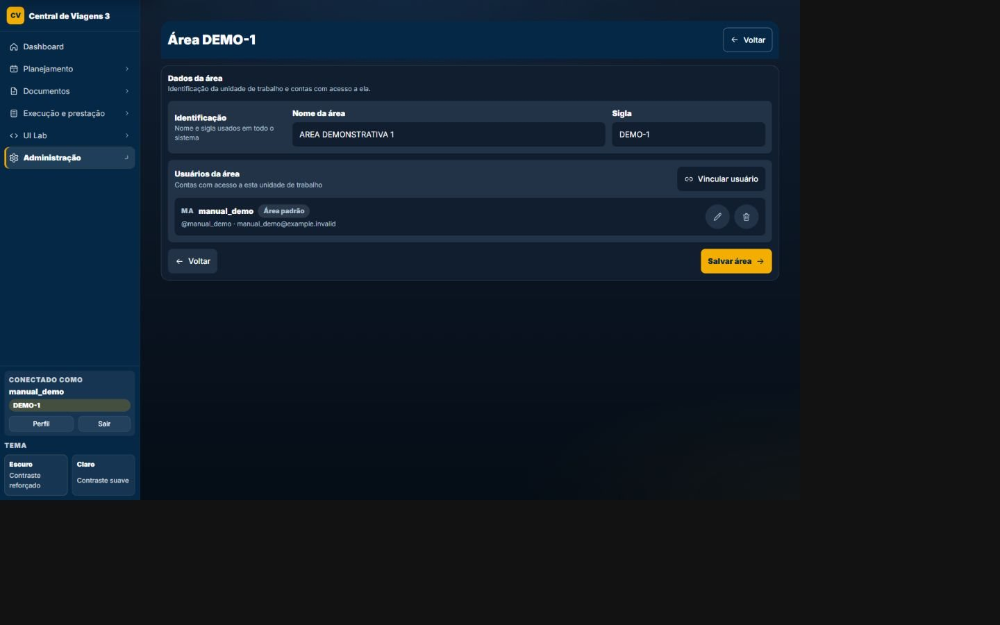 CV Central de Viagens 3
Dashboard
Planejamento
Documentos
Execução e prestação
UI Lab
Administração
CONECTADO COMO
manual_demo
DEMO-1
Perfil Sair
TEMA
Escuro
Contraste
reforçado
Claro
Contraste suave
Área DEMO-1
Voltar
Dados da área
Identificação da unidade de trabalho e contas com acesso a ela.
Identificação
Nome e sigla usados em todo o
sistema
Nome da área
AREA DEMONSTRATIVA 1
Sigla
DEMO-1
Usuários da área
Contas com acesso a esta unidade de trabalho
Vincular usuário
MA manual_demo Área padrão
@manual_demo · manual_demo@example.invalid
Voltar
Salvar área